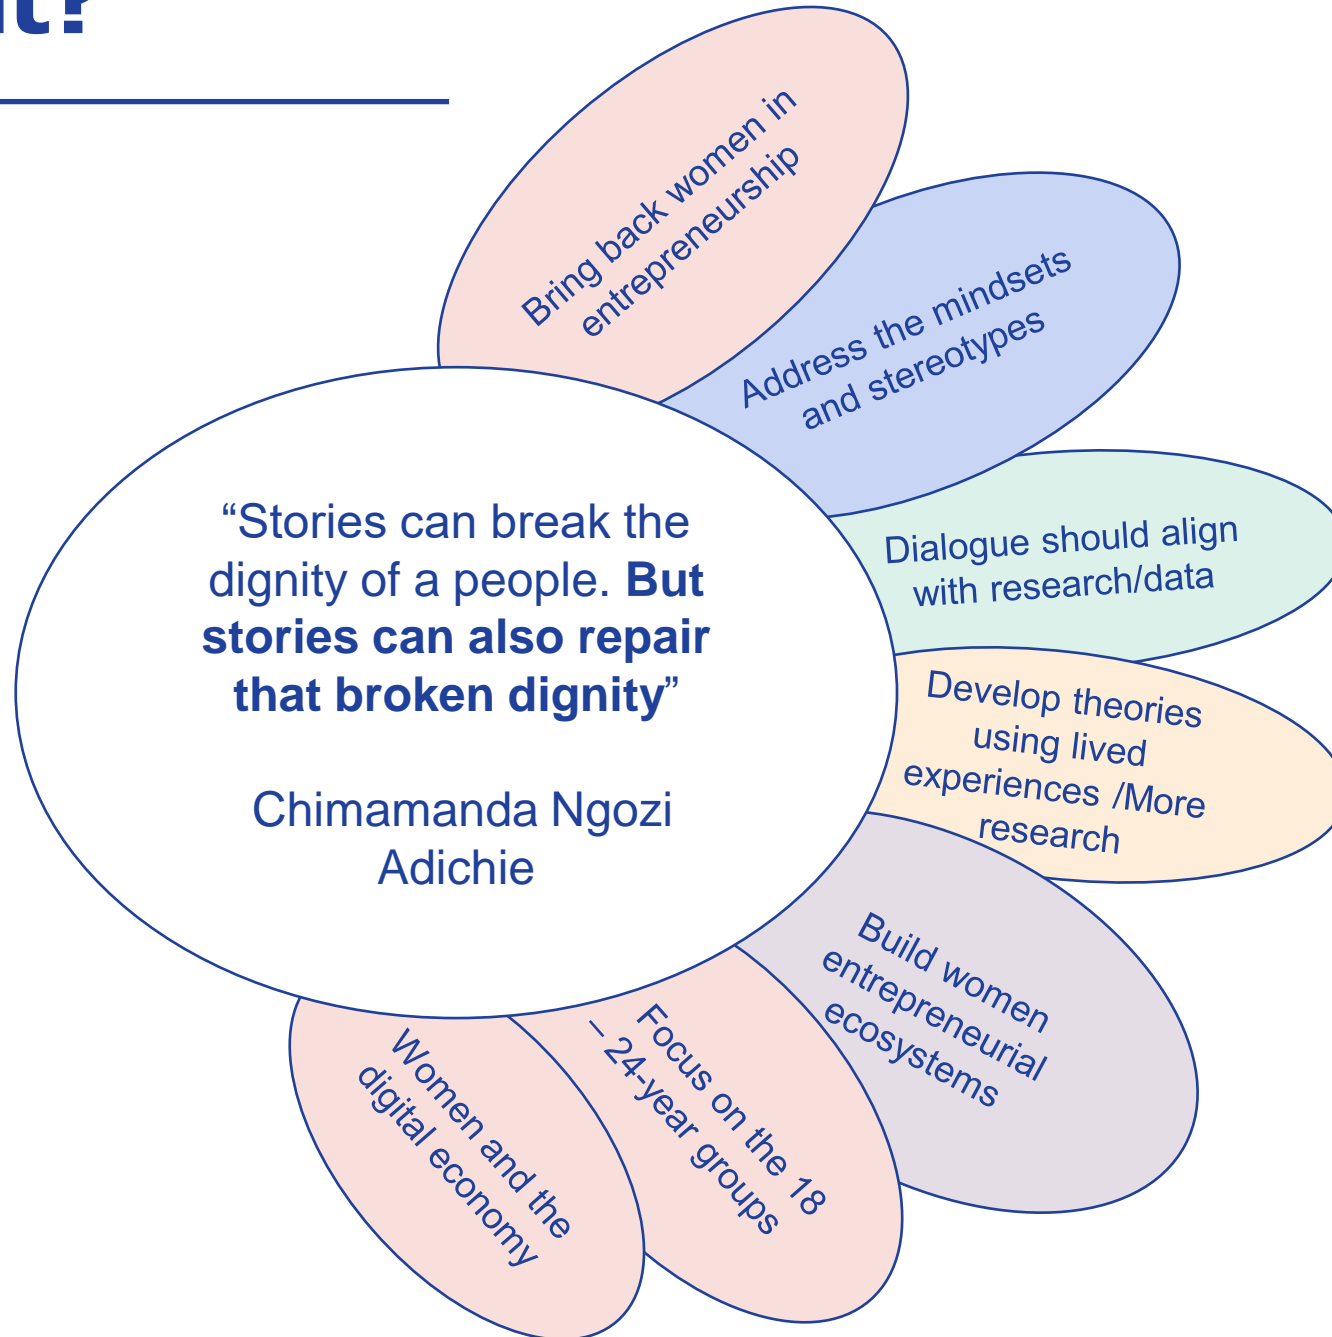 t?
Bring back women in
entrepreneurship
Address the mindsets
and stereotypes
Dialogue should align
with research/data
Develop theories
using lived
experiences /More
research
Build women
entrepreneurial
ecosystems
Focus on the 18
– 24-year groups
Women and the
digital economy
“Stories can break the
dignity of a people. But
stories can also repair
that broken dignity”
Chimamanda Ngozi
Adichie